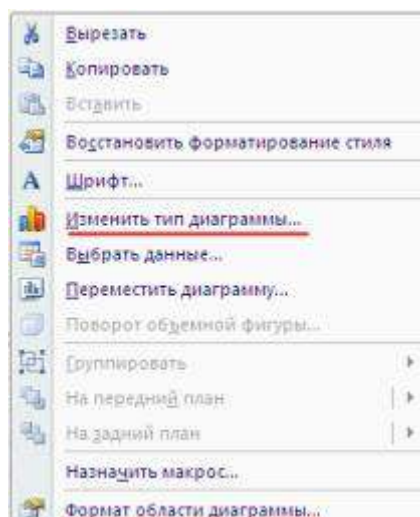 Вырезать
Копировать
Вставить
Восстановить форматирование стиля
Шрифт...
Изменить тип диаграммы...
Выбрать данные...
Переместить диаграмму...
Поворот объемной фигуры...
Группировать
На передний план
На задний план
Назначить макрос...
Формат области диаграммы...